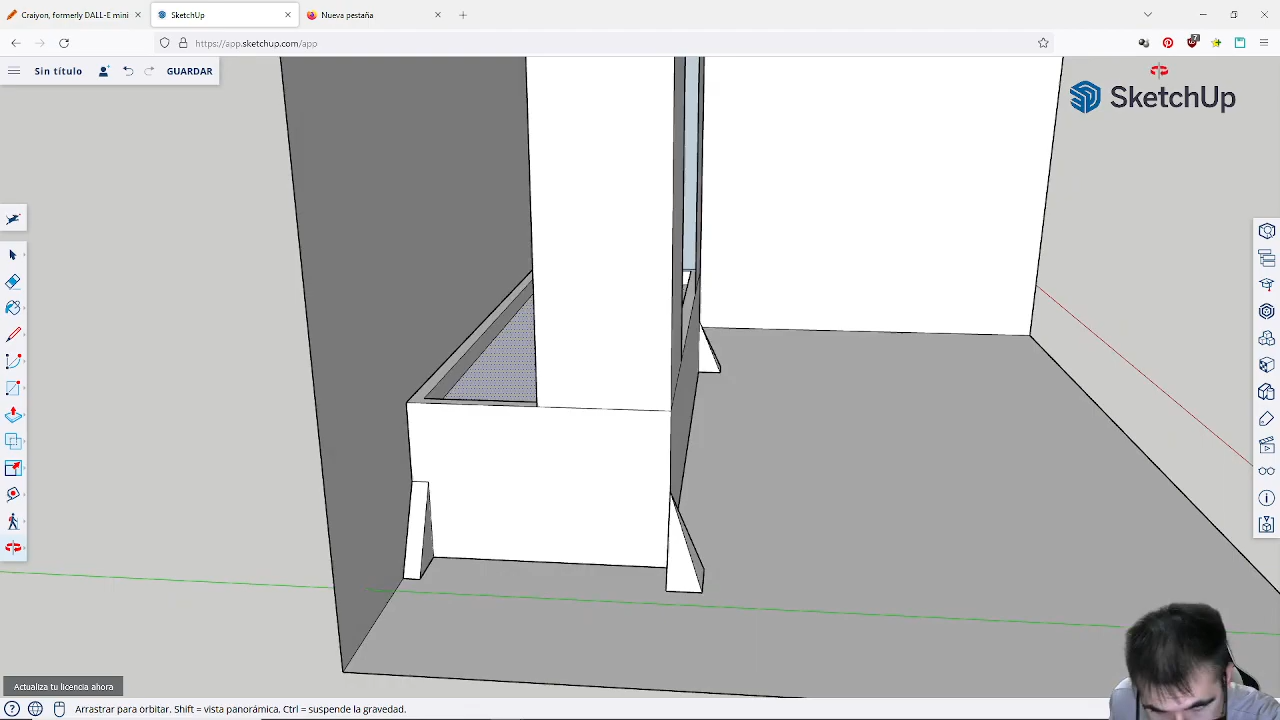 Craiyon, formerly DALL-E mini
SketchUp
Nueva pestaña
https://app.sketchup.com/app
7
Sin título
GUARDAR
SketchUp
Actualiza tu licencia ahora
Arrastrar para orbitar. Shift = vista panorámica. Ctrl = suspende la gravedad.